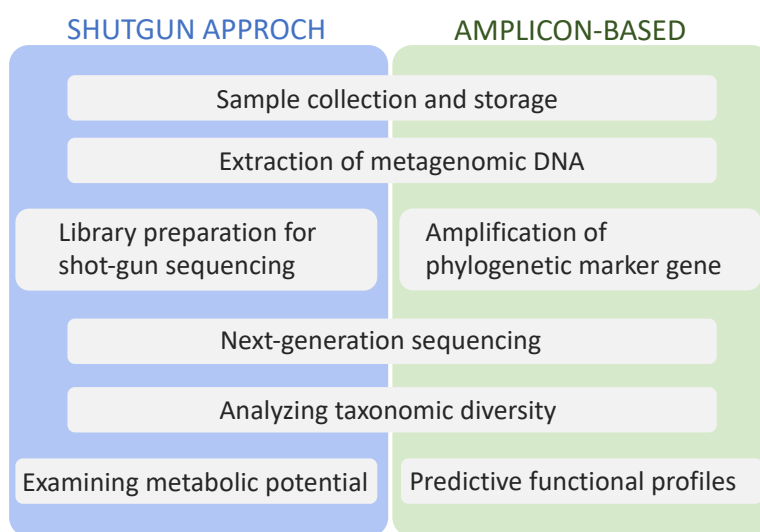 SHUTGUN APPROCH
AMPLICON-BASED
Sample collection and storage
Extraction of metagenomic DNA
Library preparation for
shot-gun sequencing
Amplification of
phylogenetic marker gene
Next-generation sequencing
Analyzing taxonomic diversity
Examining metabolic potential
Predictive functional profiles